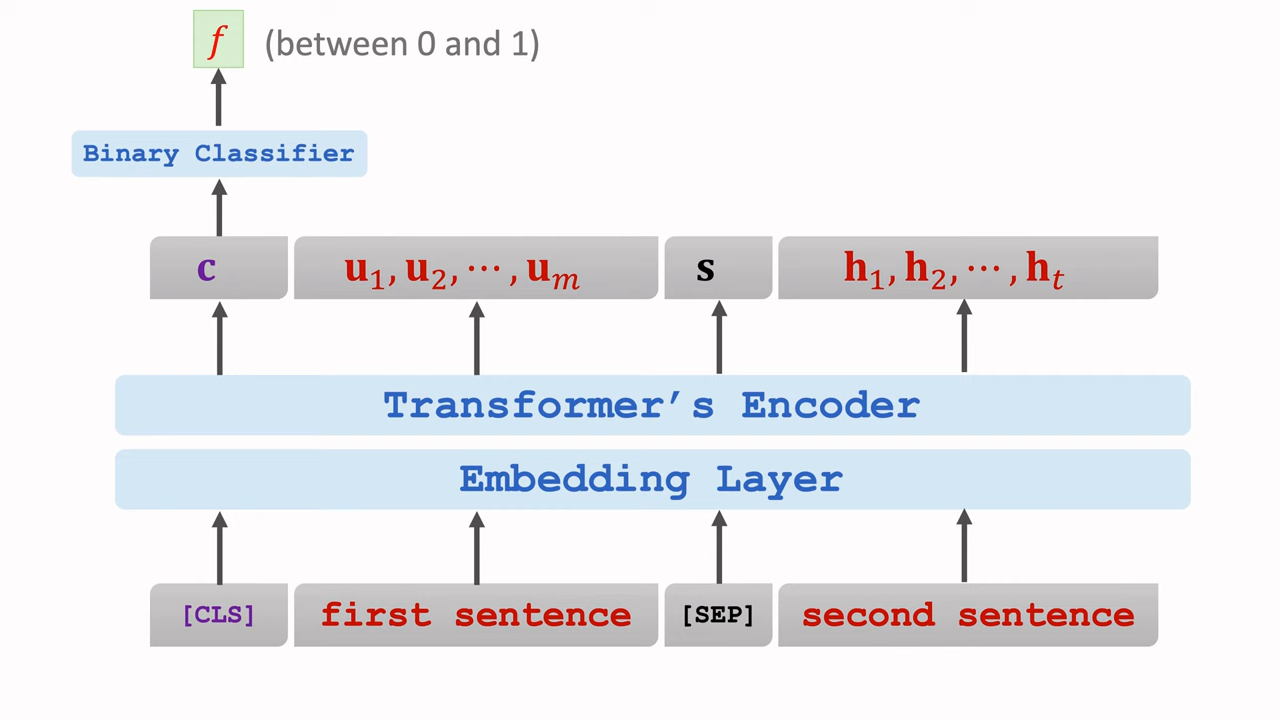 f (between 0 and 1)
Binary Classifier
c u₁, u₂, ⋯ , uₘ s h₁, h₂, ⋯ , hₜ
Transformer’s Encoder
Embedding Layer
[CLS] first sentence [SEP] second sentence